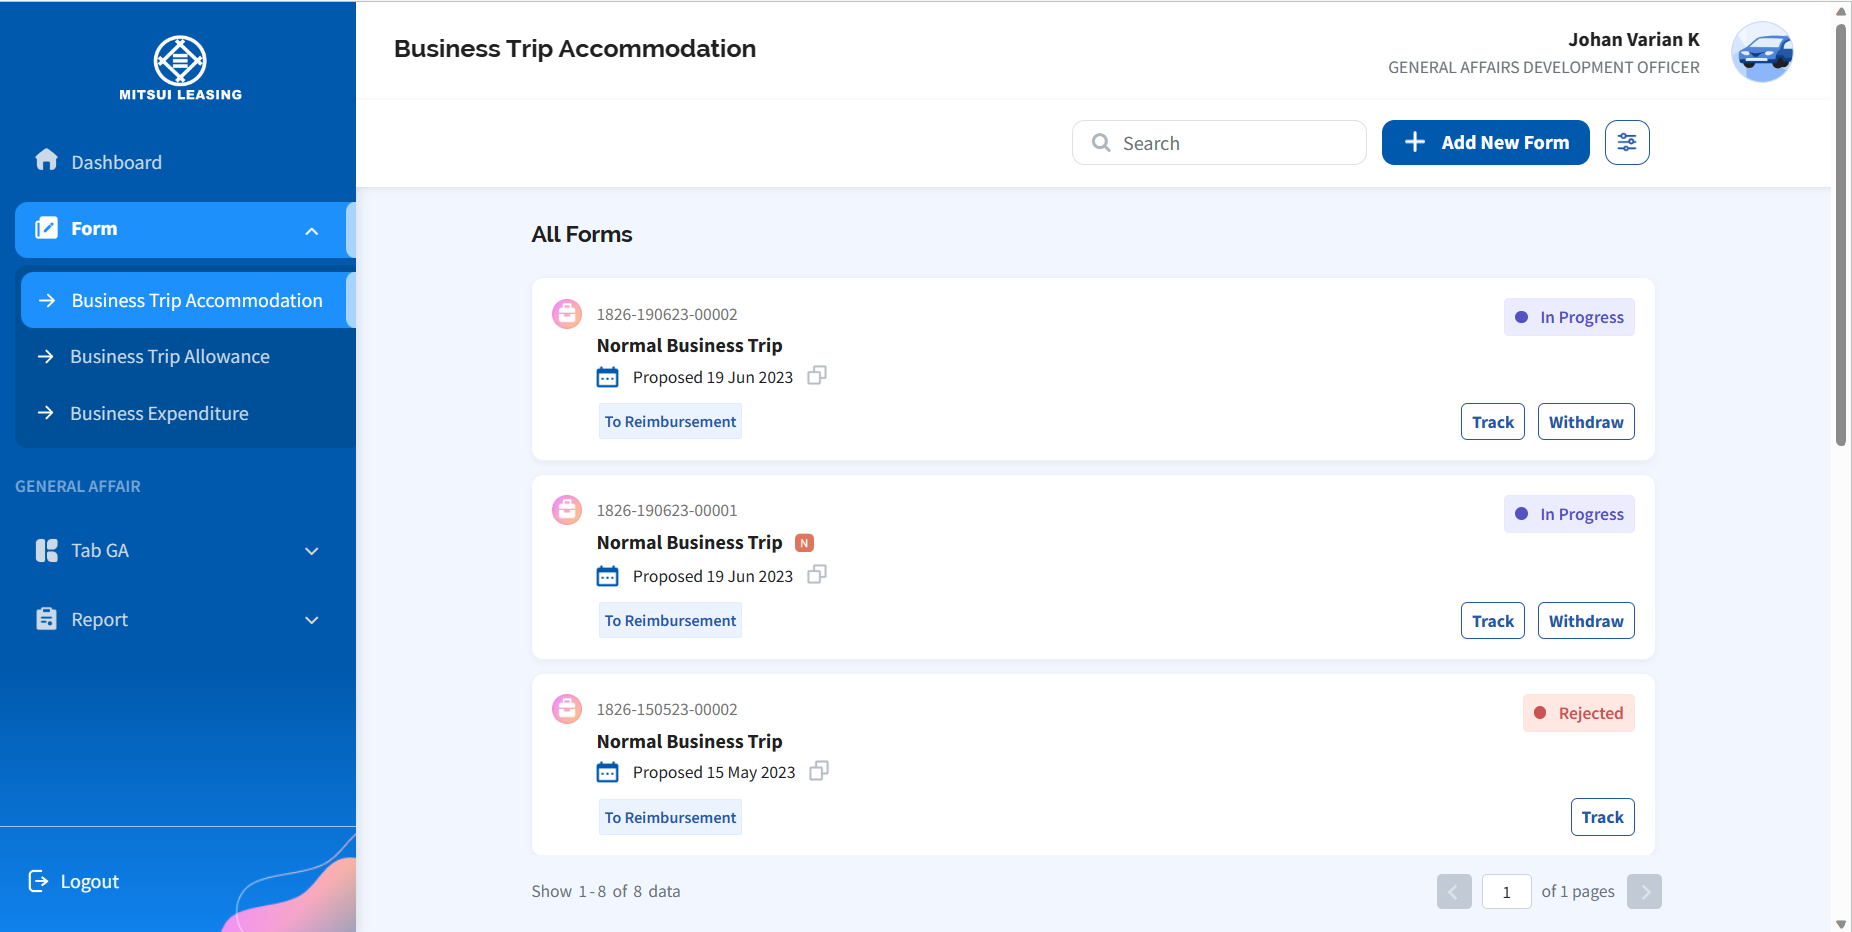 MITSUI LEASING
Dashboard
Form
Business Trip Accommodation
Business Trip Allowance
Business Expenditure
GENERAL AFFAIR
Tab GA
Report
Logout
Business Trip Accommodation
Johan Varian K
GENERAL AFFAIRS DEVELOPMENT OFFICER
Search
Add New Form
All Forms
1826-190623-00002
In Progress
Normal Business Trip
Proposed 19 Jun 2023
To Reimbursement
Track
Withdraw
1826-190623-00001
In Progress
Normal Business Trip N
Proposed 19 Jun 2023
To Reimbursement
Track
Withdraw
1826-150523-00002
Rejected
Normal Business Trip
Proposed 15 May 2023
To Reimbursement
Track
Show 1-8 of 8 data
1 of 1 pages